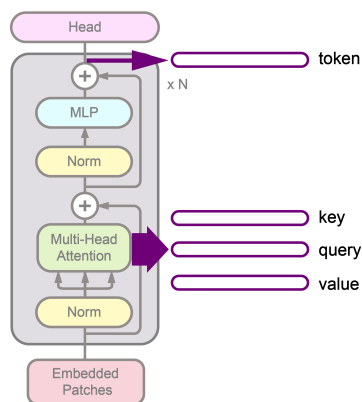 Head
token
x N
MLP
Norm
key
Multi-Head
Attention
query
value
Norm
Embedded
Patches